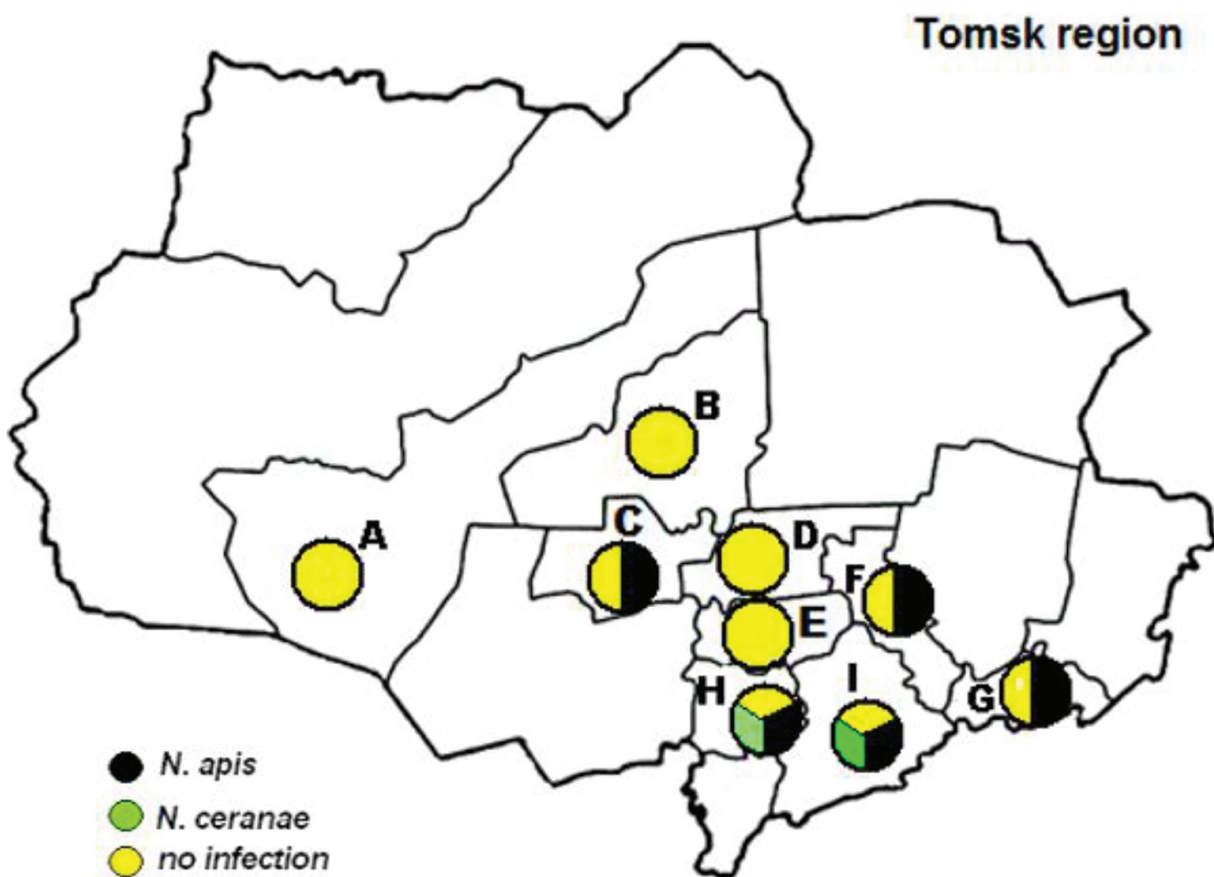 Tomsk region
B
A
C
D
F
E
H
I
G
N. apis
N. ceranae
no infection